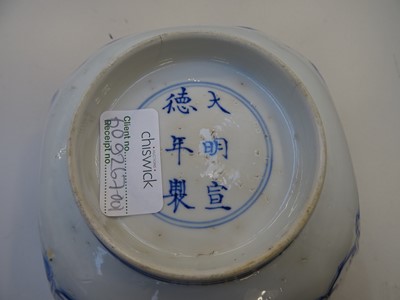 大明宣
德年製
chiswick
Client no.
Receipt no.